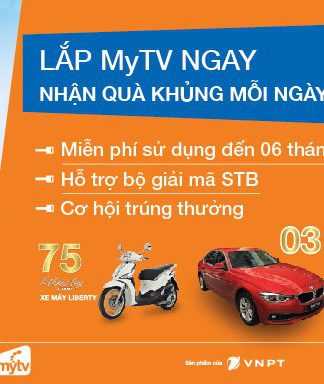 LẮP MyTV NGAY
NHẬN QUÀ KHỦNG MỖI NGÀY
Miễn phí sử dụng đến 06 thán
Hỗ trợ bộ giải mã STB
Cơ hội trúng thưởng
03
75
XE MÁY LIBERTY
mytv
Sản phẩm của VNPT